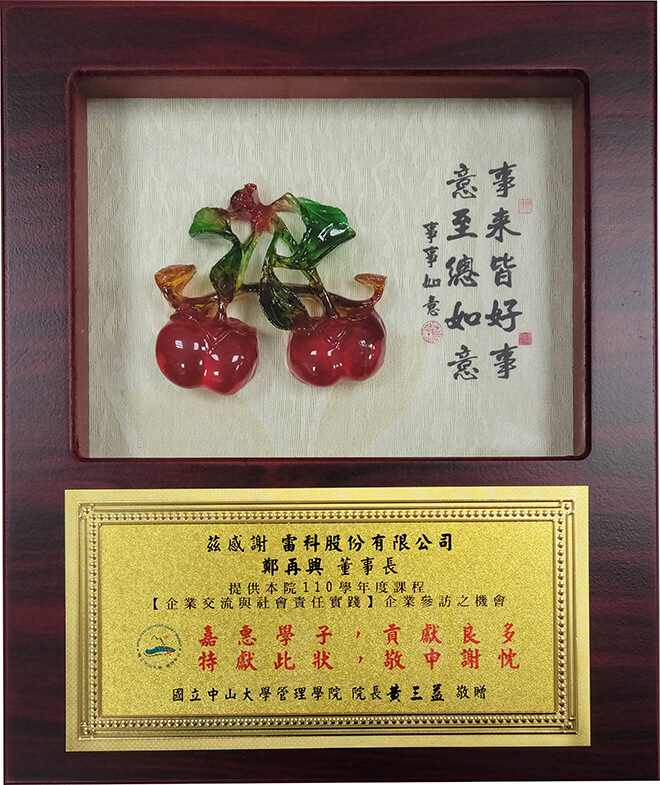 事來皆好事
意至總如意
事事如意
茲感謝 雷科股份有限公司
鄭再興 董事長
提供本院110學年度課程
【企業交流與社會責任實踐】企業參訪之機會
嘉惠學子，貢獻良多
特獻此狀，敬申謝忱
國立中山大學管理學院 院長 黃三益 敬贈